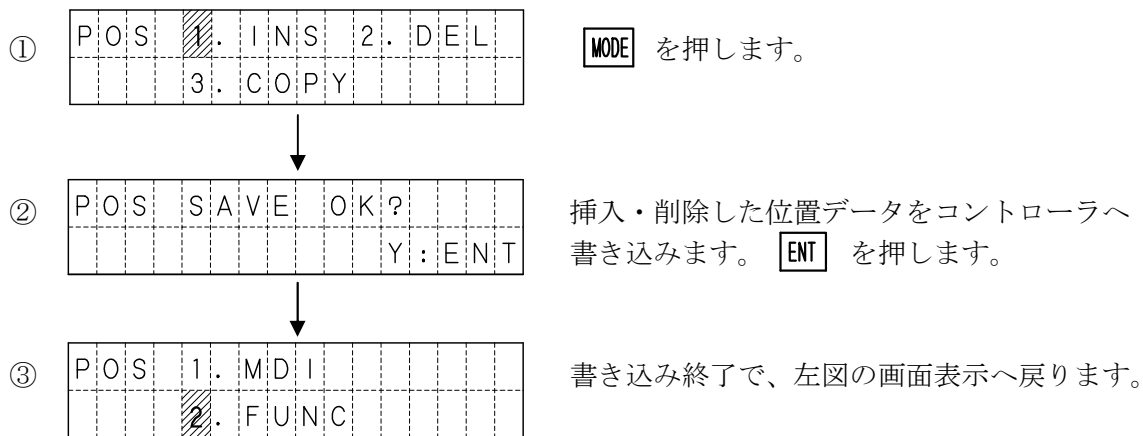 ① POS 1. INS 2. DEL MODE を押します。
3. COPY
② POS SAVE OK? 挿入・削除した位置データをコントローラへ
Y:ENT 書き込みます。 ENT を押します。
③ POS 1. MDI 書き込み終了で、左図の画面表示へ戻ります。
2. FUNC